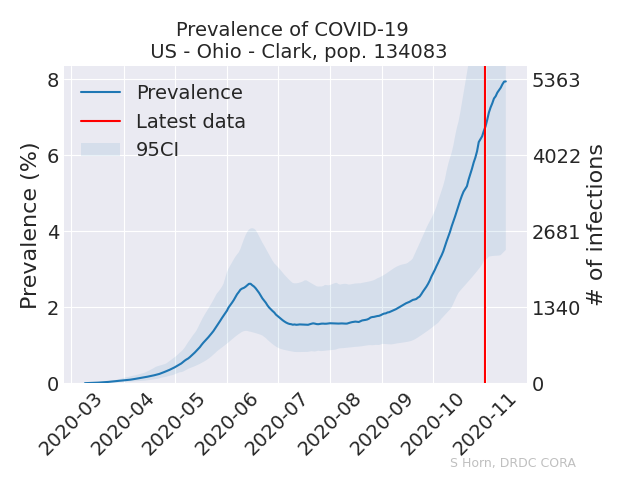 Prevalence of COVID-19
US - Ohio - Clark, pop. 134083
Prevalence
Latest data
95CI
Prevalence (%)
8
6
4
2
0
5363
4022
2681
1340
0
# of infections
2020-03
2020-04
2020-05
2020-06
2020-07
2020-08
2020-09
2020-10
2020-11
S Horn, DRDC CORA